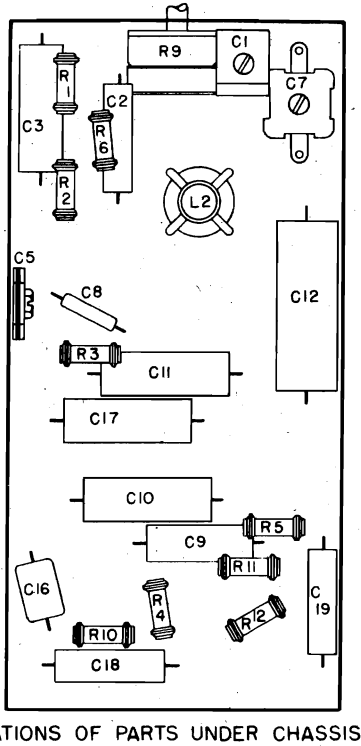 R9
C1
C7
R1
C2
C3
R6
R2
L2
C5
C8
C12
R3
C11
C17
C10
R5
C9
R11
C16
C19
R4
R12
R10
C18
ATIONS OF PARTS UNDER CHASSIS